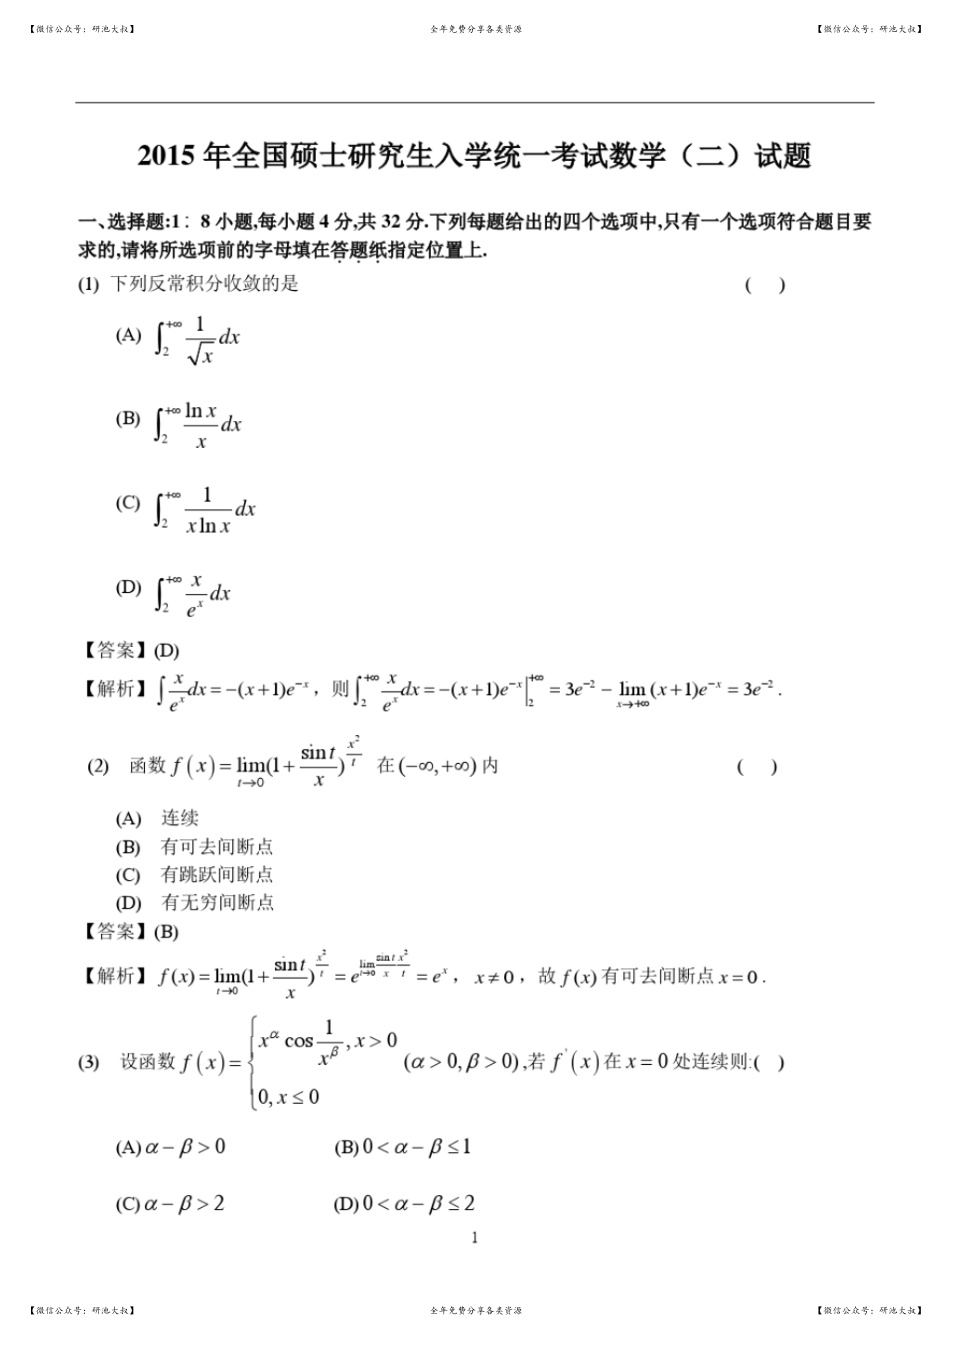 【微信公众号：研池大叔】 全年免费分享各类资源 【微信公众号：研池大叔】
2015 年全国硕士研究生入学统一考试数学（二）试题
一、选择题:1：8 小题,每小题 4 分,共 32 分.下列每题给出的四个选项中,只有一个选项符合题目要
求的,请将所选项前的字母填在答题纸指定位置上.
(1) 下列反常积分收敛的是 ( )
(A) ∫₂^{+∞} 1/√x dx
(B) ∫₂^{+∞} ln x/x dx
(C) ∫₂^{+∞} 1/(x ln x) dx
(D) ∫₂^{+∞} x/e^x dx
【答案】(D)
【解析】∫ x/e^x dx = −(x+1)e^{−x}，则∫₂^{+∞} x/e^x dx = −(x+1)e^{−x}|₂^{+∞} = 3e^{−2} − lim_{x→+∞}(x+1)e^{−x} = 3e^{−2}.
(2) 函数 f(x) = lim_{t→0}(1+ sin t/x)^{x²/t} 在(−∞,+∞)内 ( )
(A) 连续
(B) 有可去间断点
(C) 有跳跃间断点
(D) 有无穷间断点
【答案】(B)
【解析】f(x) = lim_{t→0}(1+ sin t/x)^{x²/t} = e^{lim_{t→0} (sin t/x)(x²/t)} = e^x，x ≠ 0，故 f(x) 有可去间断点 x = 0.
(3) 设函数 f(x) = { x^α cos 1/x^β, x > 0; 0, x ≤ 0 (α > 0, β > 0),若 f'(x)在 x = 0 处连续则:( )
(A) α − β > 0 (B) 0 < α − β ≤ 1
(C) α − β > 2 (D) 0 < α − β ≤ 2
1
【微信公众号：研池大叔】 全年免费分享各类资源 【微信公众号：研池大叔】